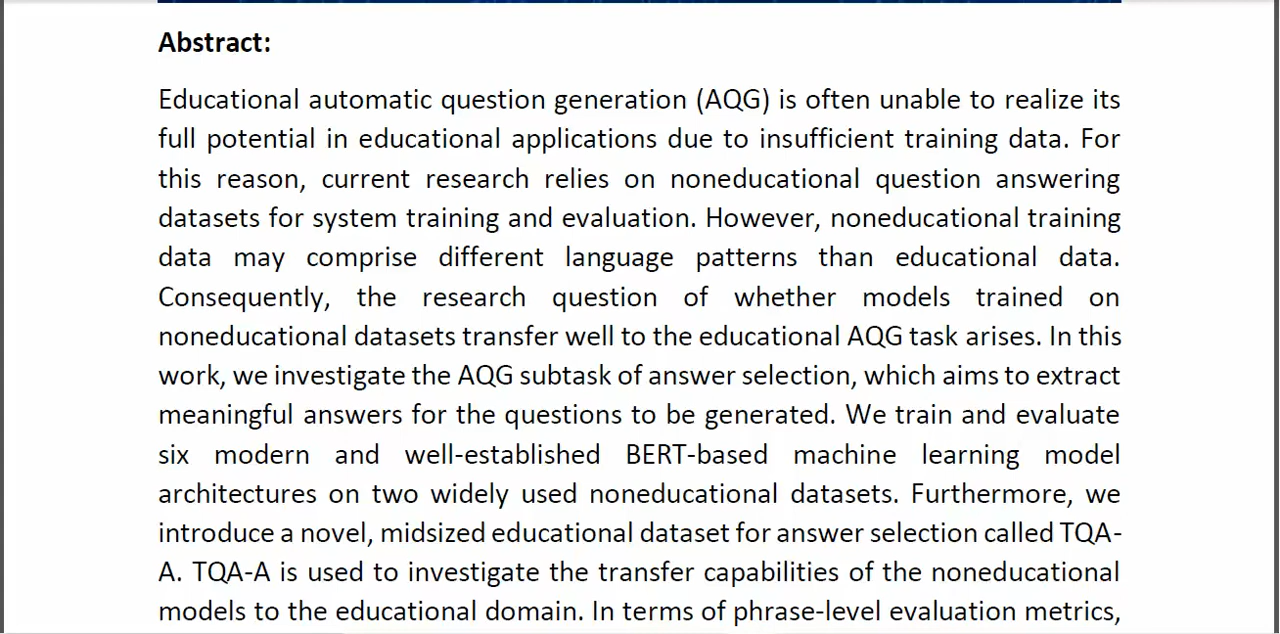 Abstract:
Educational automatic question generation (AQG) is often unable to realize its
full potential in educational applications due to insufficient training data. For
this reason, current research relies on noneducational question answering
datasets for system training and evaluation. However, noneducational training
data may comprise different language patterns than educational data.
Consequently, the research question of whether models trained on
noneducational datasets transfer well to the educational AQG task arises. In this
work, we investigate the AQG subtask of answer selection, which aims to extract
meaningful answers for the questions to be generated. We train and evaluate
six modern and well-established BERT-based machine learning model
architectures on two widely used noneducational datasets. Furthermore, we
introduce a novel, midsized educational dataset for answer selection called TQA-
A. TQA-A is used to investigate the transfer capabilities of the noneducational
models to the educational domain. In terms of phrase-level evaluation metrics,